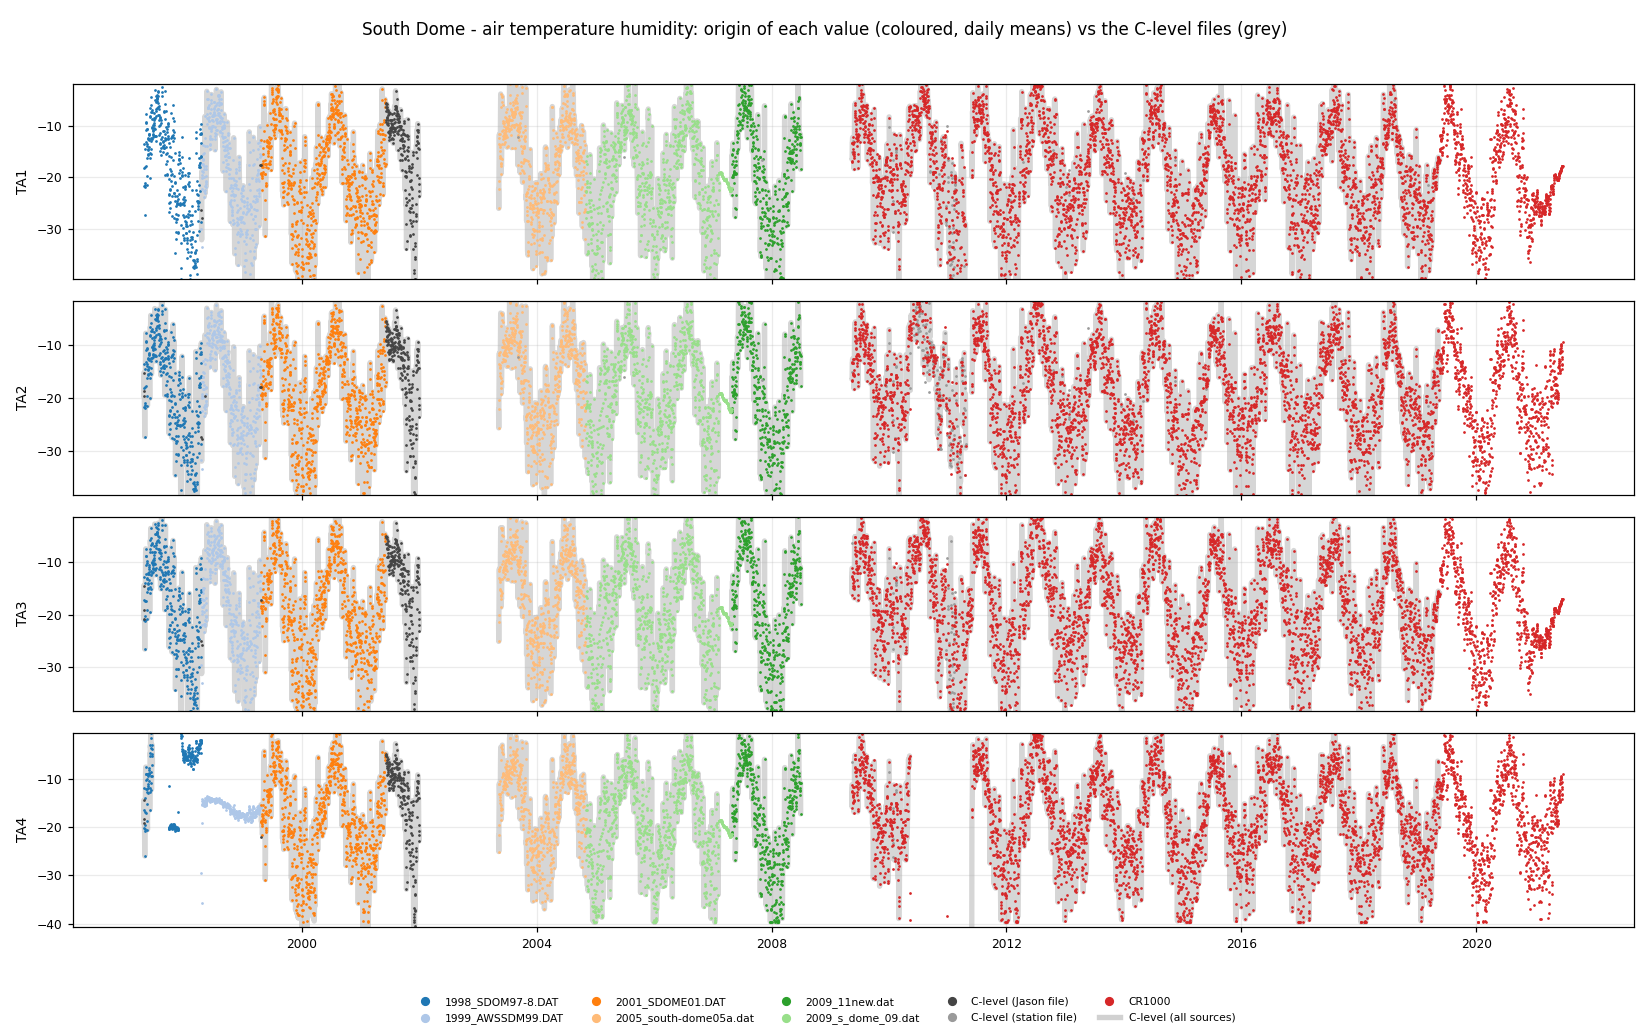 South Dome - air temperature humidity: origin of each value (coloured, daily means) vs the C-level files (grey)
TA1
−10
−20
−30
TA2
−10
−20
−30
TA3
−10
−20
−30
TA4
−10
−20
−30
−40
2000 2004 2008 2012 2016 2020
1998_SDOM97-8.DAT 2001_SDOME01.DAT 2009_11new.dat C-level (Jason file) CR1000
1999_AWSSDM99.DAT 2005_south-dome05a.dat 2009_s_dome_09.dat C-level (station file) C-level (all sources)